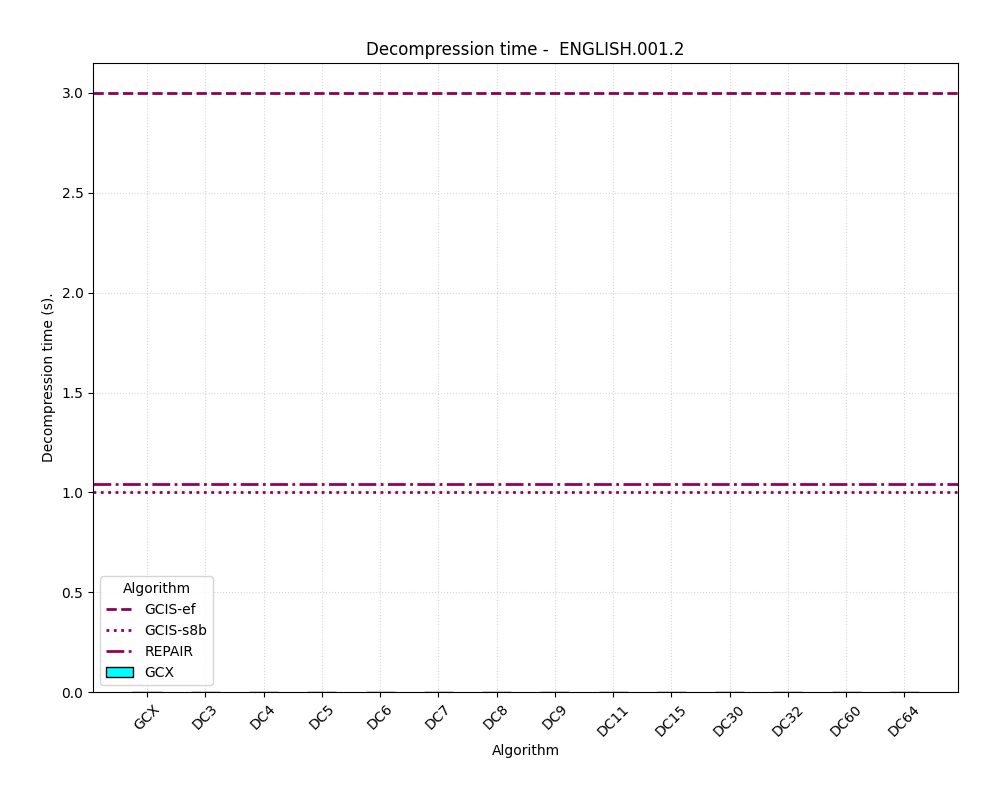 Decompression time -  ENGLISH.001.2
Decompression time (s).
3.0
2.5
2.0
1.5
1.0
0.5
0.0
Algorithm
GCIS-ef
GCIS-s8b
REPAIR
GCX
GCX
DC3
DC4
DC5
DC6
DC7
DC8
DC9
DC11
DC15
DC30
DC32
DC60
DC64
Algorithm